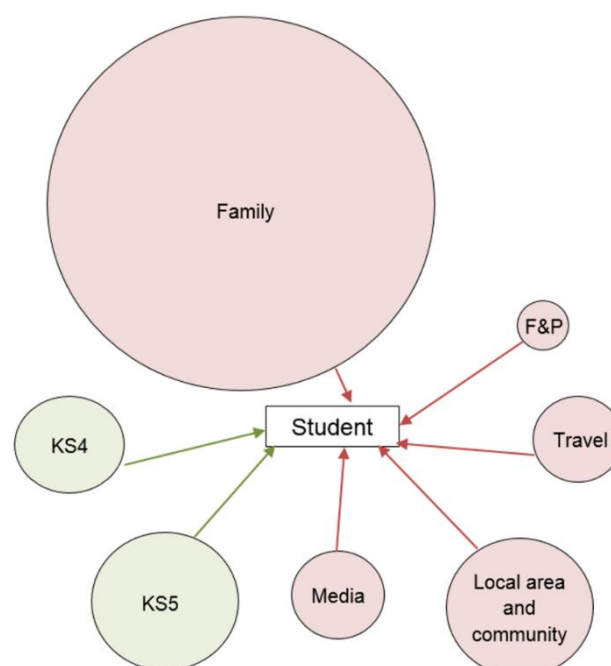 Family
F&P
Student
KS4
Travel
KS5
Media
Local area
and
community